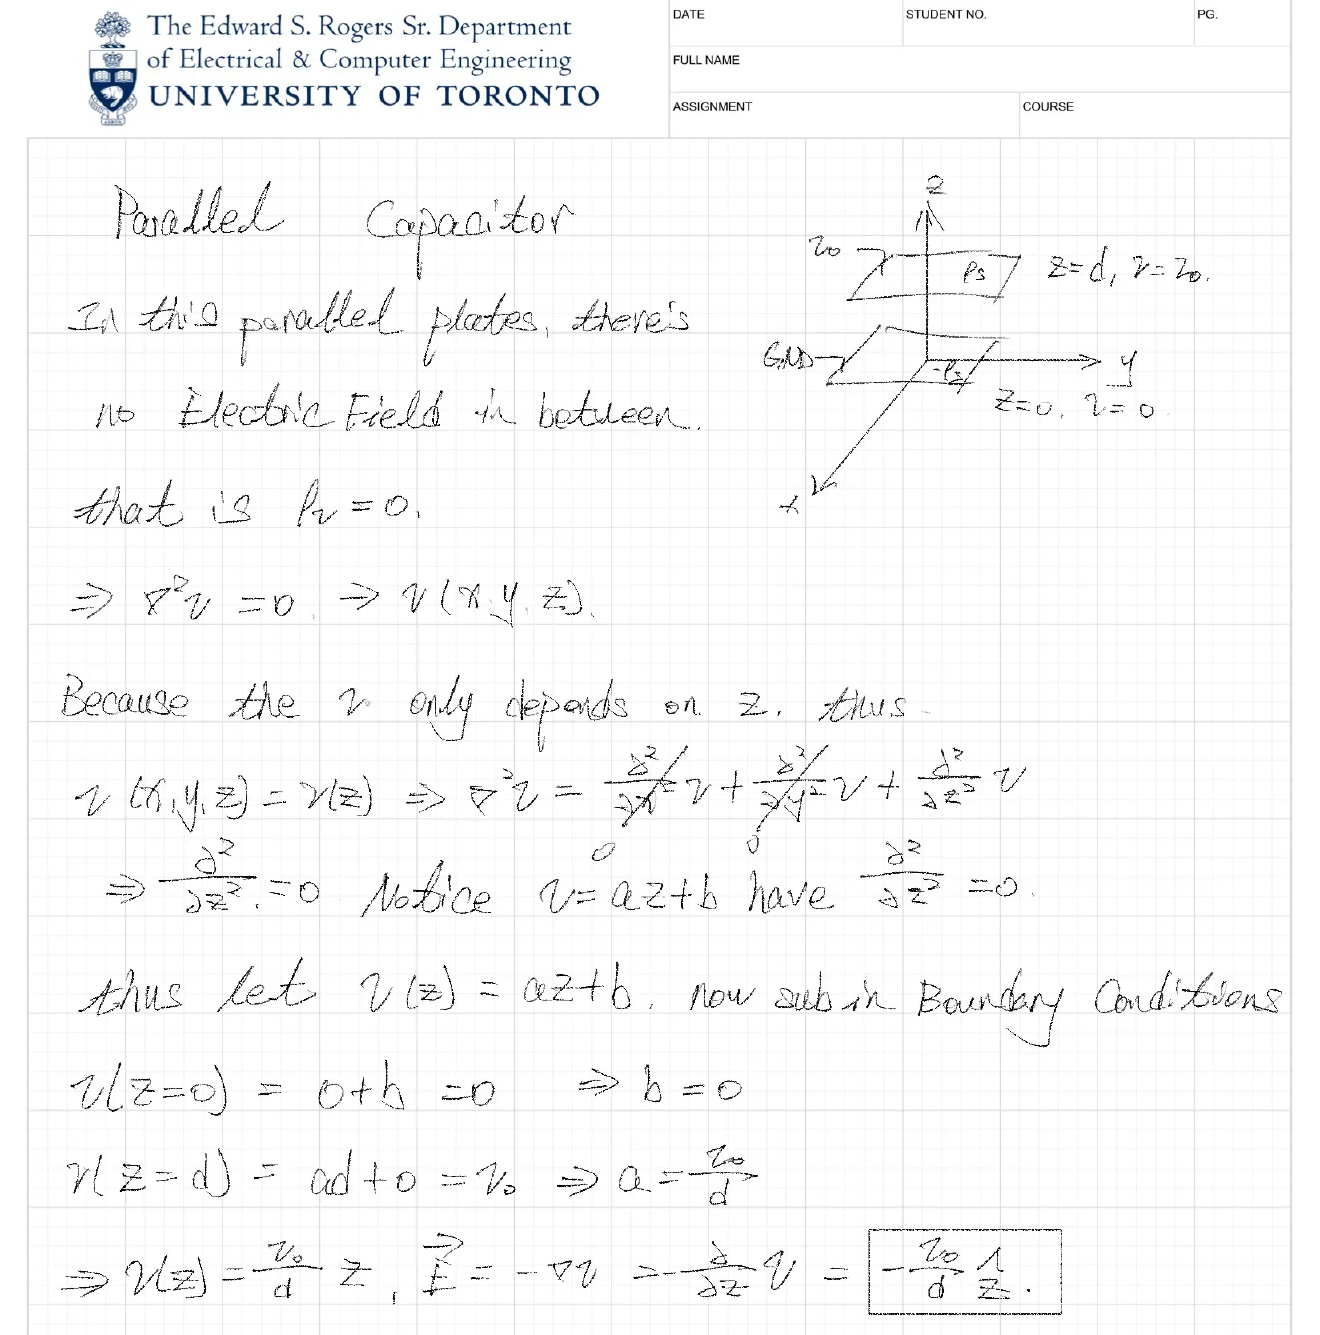 The Edward S. Rogers Sr. Department
of Electrical & Computer Engineering
UNIVERSITY OF TORONTO
DATE
STUDENT NO.
PG.
FULL NAME
ASSIGNMENT
COURSE
Paralled Capacitor
z
v₀
ρs
z=d, v=v₀.
GND
-ρs
y
z=0, v=0
x
In this paralled plates, there's
no Electric Field in between.
that is ρv = 0.
⇒ ∇²v = 0. ⇒ v(x,y,z).
Because the v only depends on z. thus
v(x,y,z) = v(z) ⇒ ∇²v = ∂²/∂x² v + ∂²/∂y² v + ∂²/∂z² v
0 0
⇒ ∂²/∂z² = 0 Notice v = az+b have ∂²/∂z² = 0.
thus let v(z) = az+b. now sub in Boundary Conditions
v(z=0) = 0+b = 0 ⇒ b = 0
v(z=d) = ad+0 = v₀ ⇒ a = v₀/d
⇒ v(z) = v₀/d z, E⃗ = -∇v = -∂/∂z v = -v₀/d ẑ.